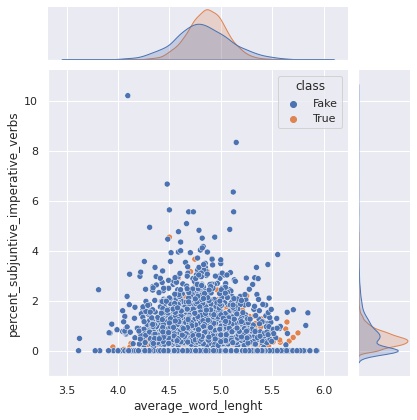 class
Fake
True
10
8
6
4
2
0
percent_subjuntive_imperative_verbs
3.5 4.0 4.5 5.0 5.5 6.0
average_word_lenght